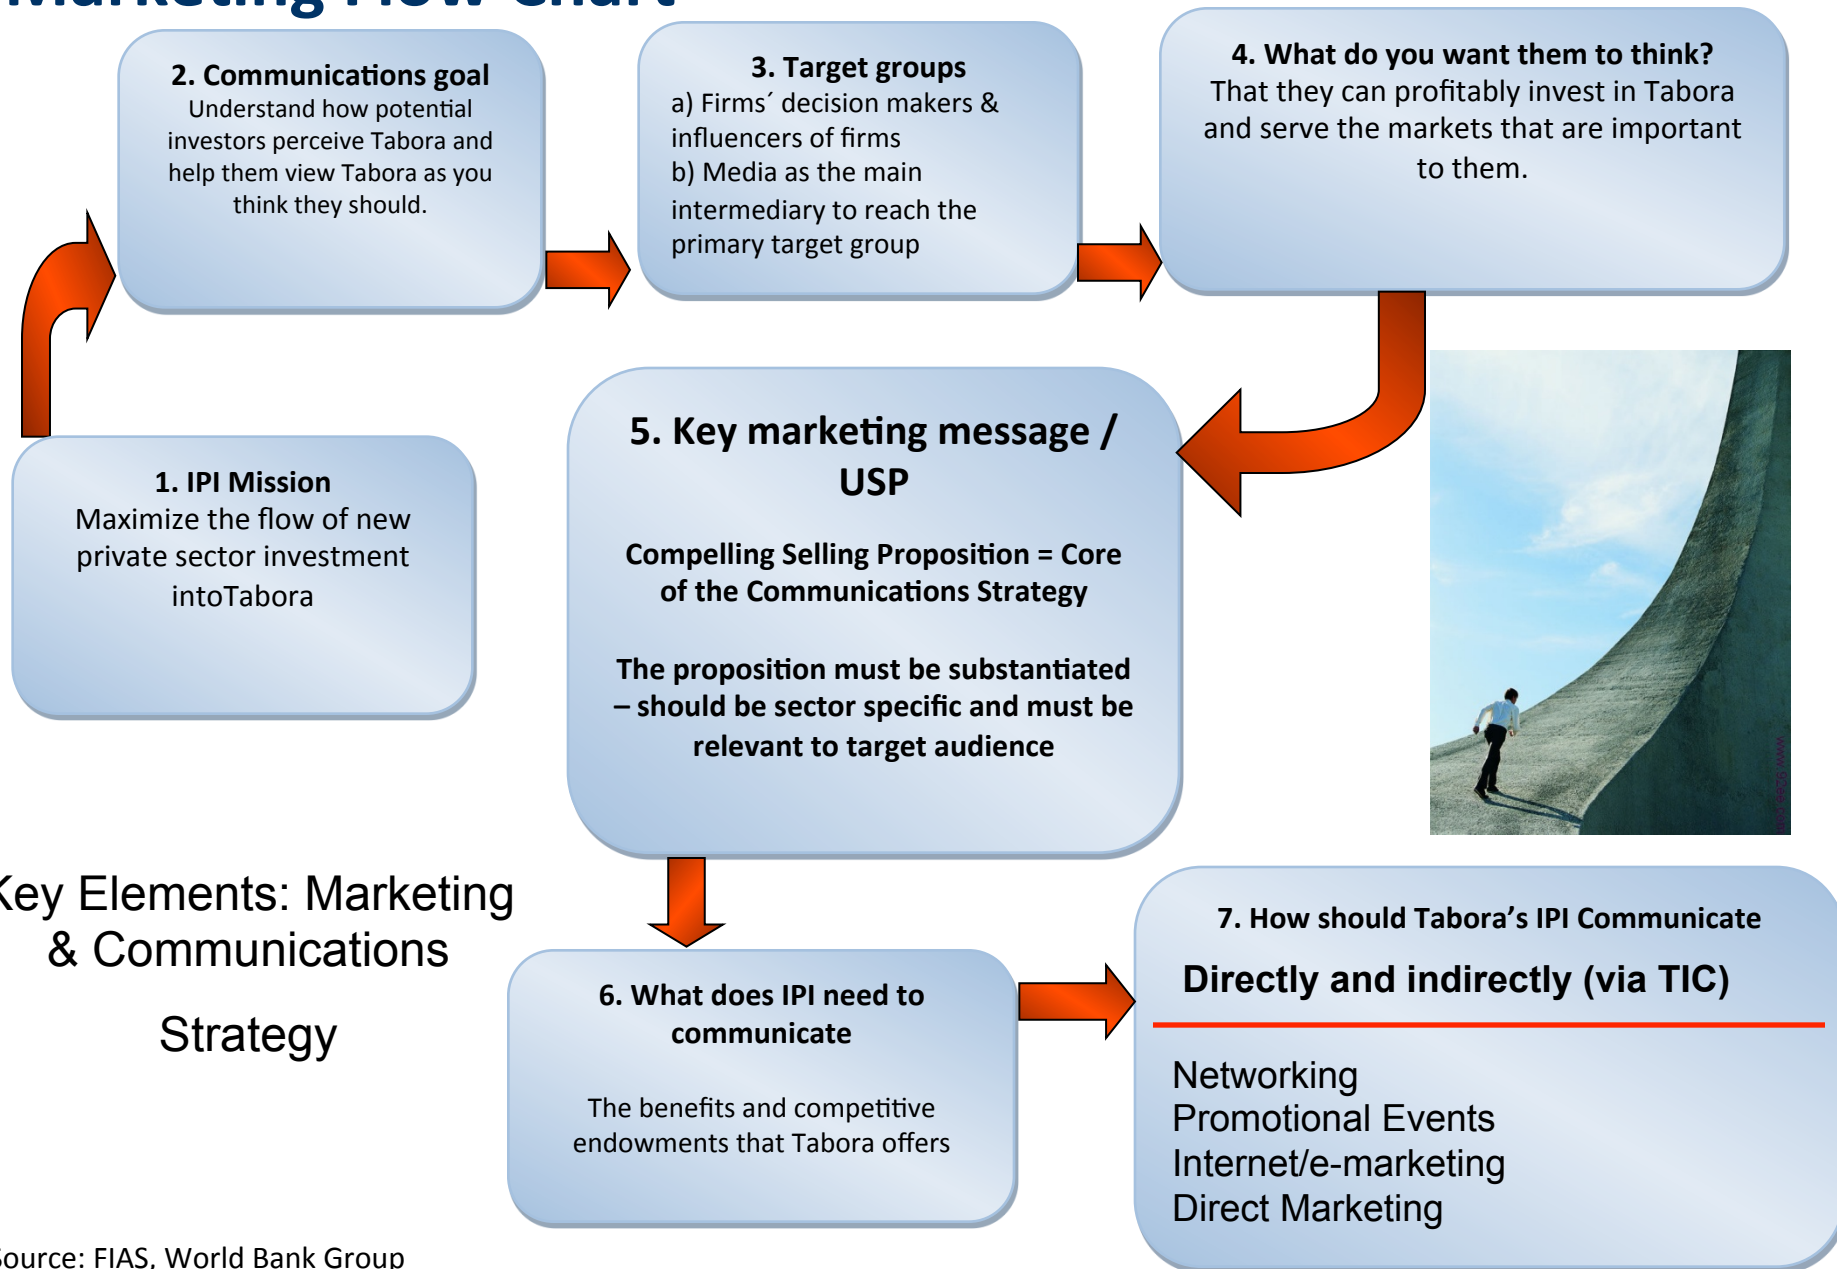 Marketing Flow Chart
2. Communications goal
Understand how potential
investors perceive Tabora and
help them view Tabora as you
think they should.
3. Target groups
a) Firms´ decision makers &
influencers of firms
b) Media as the main
intermediary to reach the
primary target group
4. What do you want them to think?
That they can profitably invest in Tabora
and serve the markets that are important
to them.
1. IPI Mission
Maximize the flow of new
private sector investment
intoTabora
5. Key marketing message /
USP
Compelling Selling Proposition = Core
of the Communications Strategy
The proposition must be substantiated
– should be sector specific and must be
relevant to target audience
Key Elements: Marketing
& Communications
Strategy
6. What does IPI need to
communicate
The benefits and competitive
endowments that Tabora offers
7. How should Tabora’s IPI Communicate
Directly and indirectly (via TIC)
Networking
Promotional Events
Internet/e-marketing
Direct Marketing
Source: FIAS, World Bank Group